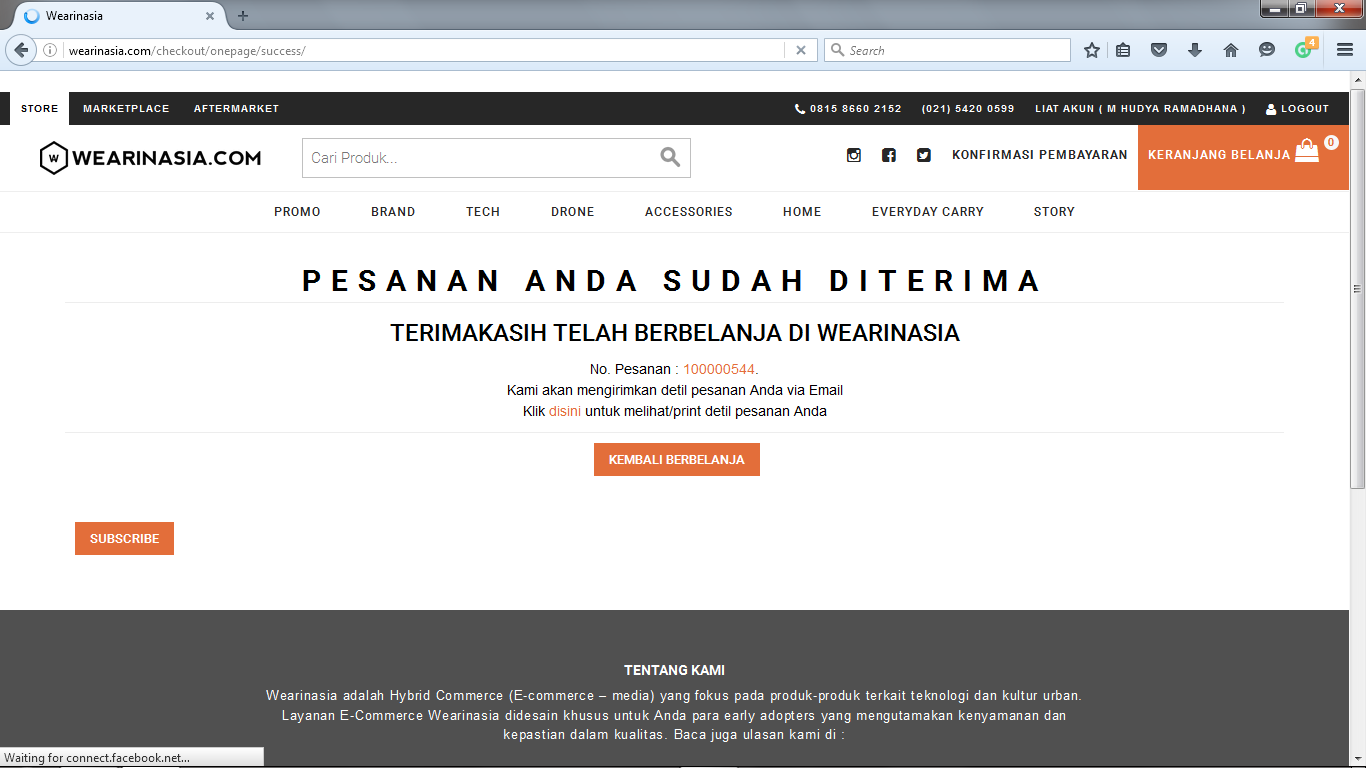 Wearinasia
wearinasia.com/checkout/onepage/success/
Search
4
STORE MARKETPLACE AFTERMARKET 0815 8660 2152 (021) 5420 0599 LIAT AKUN ( M HUDYA RAMADHANA ) LOGOUT
W WEARINASIA.COM Cari Produk... KONFIRMASI PEMBAYARAN KERANJANG BELANJA 0
PROMO BRAND TECH DRONE ACCESSORIES HOME EVERYDAY CARRY STORY
PESANAN ANDA SUDAH DITERIMA
TERIMAKASIH TELAH BERBELANJA DI WEARINASIA
No. Pesanan : 100000544.
Kami akan mengirimkan detil pesanan Anda via Email
Klik disini untuk melihat/print detil pesanan Anda
KEMBALI BERBELANJA
SUBSCRIBE
TENTANG KAMI
Wearinasia adalah Hybrid Commerce (E-commerce – media) yang fokus pada produk-produk terkait teknologi dan kultur urban.
Layanan E-Commerce Wearinasia didesain khusus untuk Anda para early adopters yang mengutamakan kenyamanan dan
kepastian dalam kualitas. Baca juga ulasan kami di :
Waiting for connect.facebook.net...